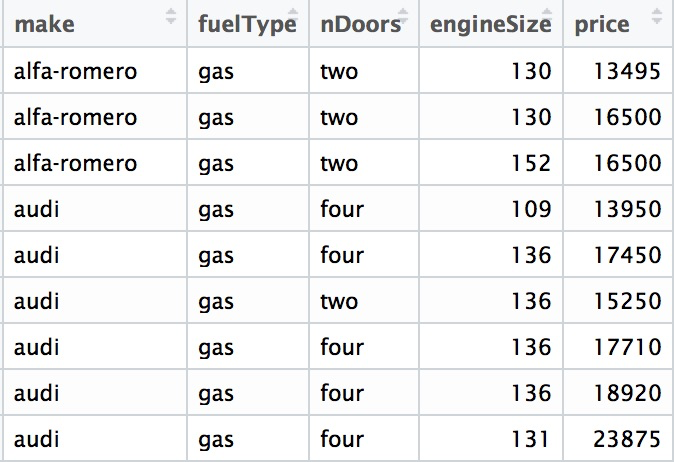 make fuelType nDoors engineSize price
alfa-romero gas two 130 13495
alfa-romero gas two 130 16500
alfa-romero gas two 152 16500
audi gas four 109 13950
audi gas four 136 17450
audi gas two 136 15250
audi gas four 136 17710
audi gas four 136 18920
audi gas four 131 23875